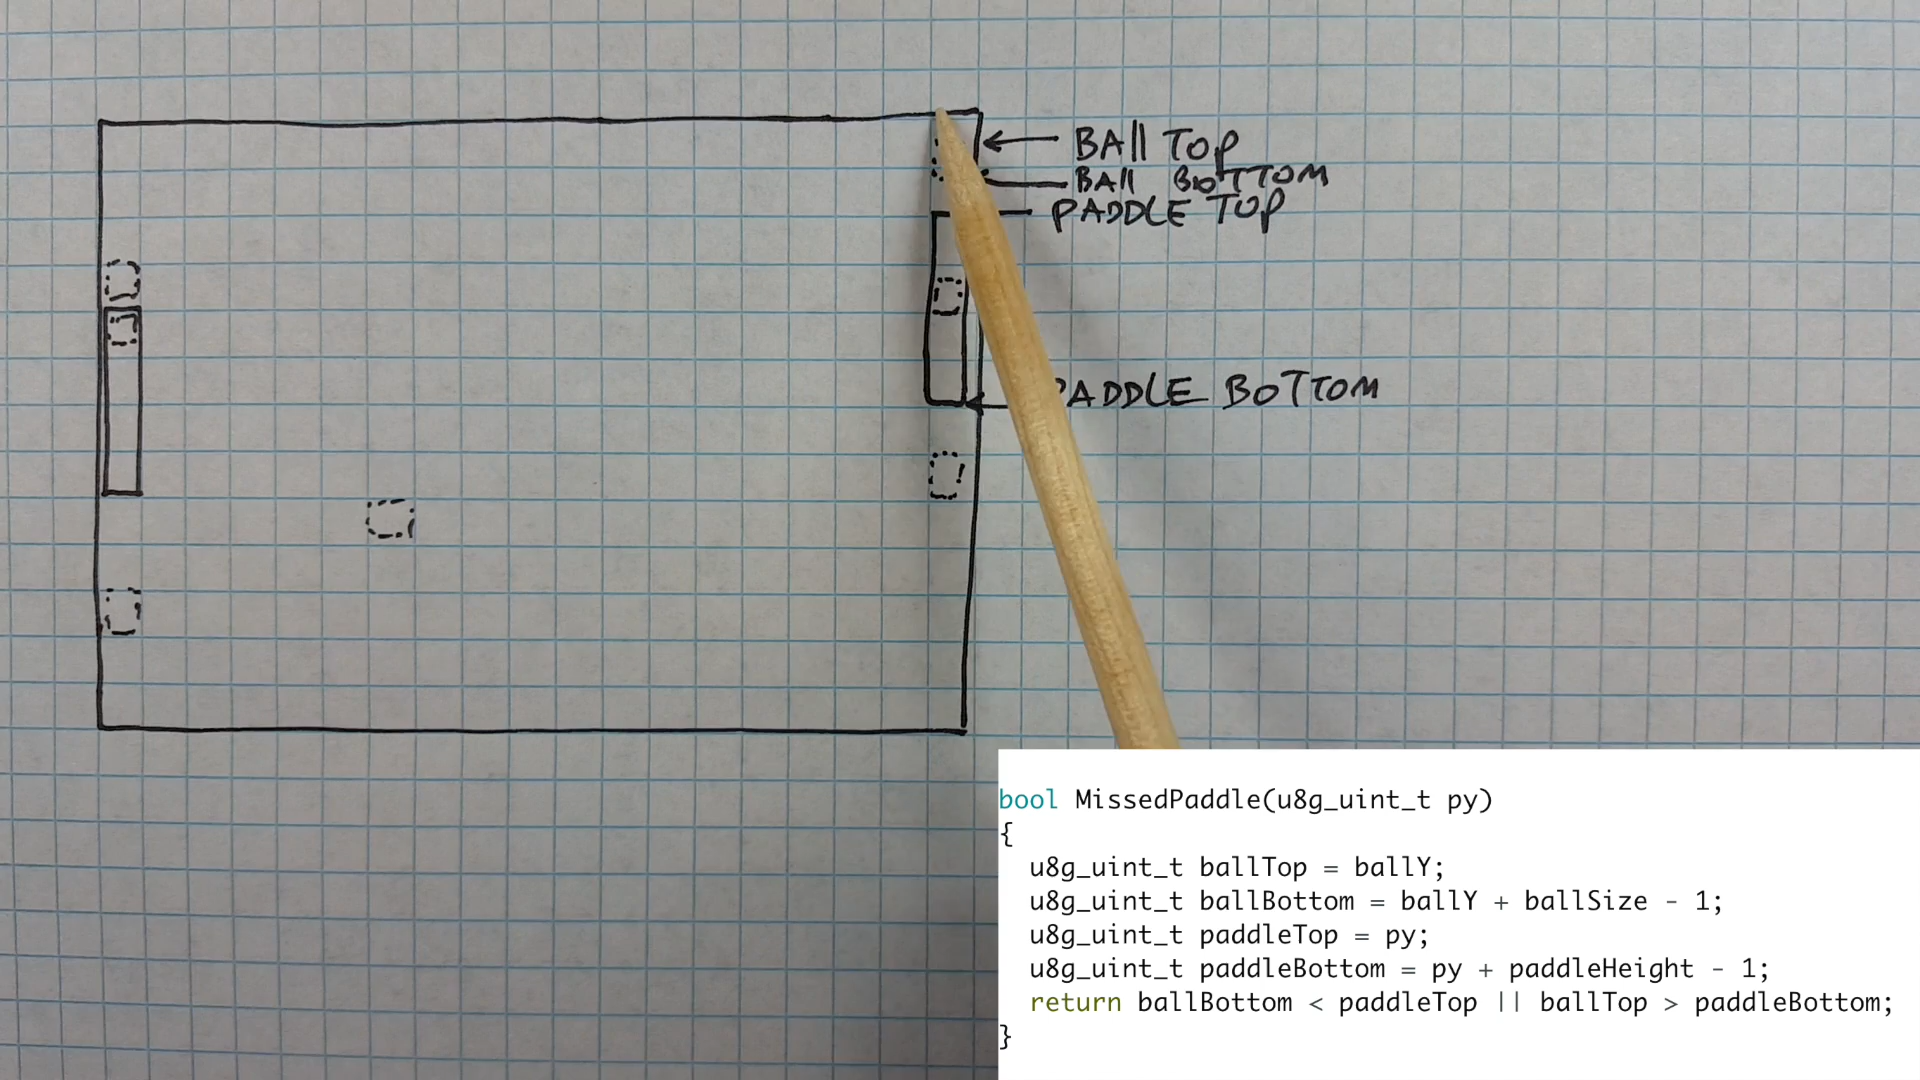 BAll TOP
BAll BOTTOM
PADDLE TOP
PADDLE BOTTOM
bool MissedPaddle(u8g_uint_t py)
{
  u8g_uint_t ballTop = ballY;
  u8g_uint_t ballBottom = ballY + ballSize - 1;
  u8g_uint_t paddleTop = py;
  u8g_uint_t paddleBottom = py + paddleHeight - 1;
  return ballBottom < paddleTop || ballTop > paddleBottom;
}